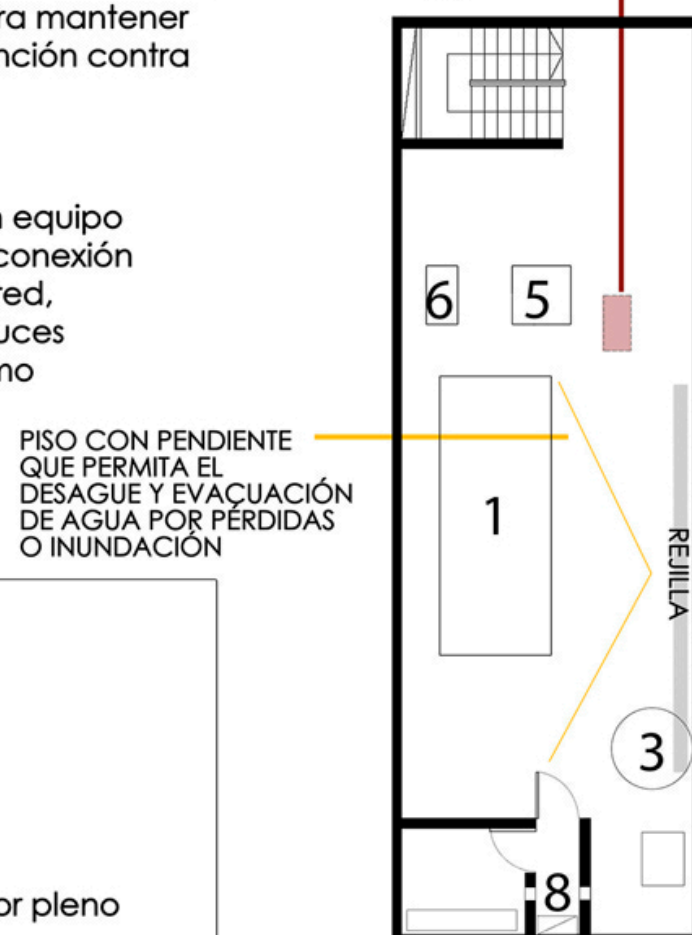 ra mantener
nción contra
n equipo
conexión
red,
uces
mo
PISO CON PENDIENTE
QUE PERMITA EL
DESAGUE Y EVACUACIÓN
DE AGUA POR PÉRDIDAS
O INUNDACIÓN
or pleno
6
5
1
REJILLA
3
8